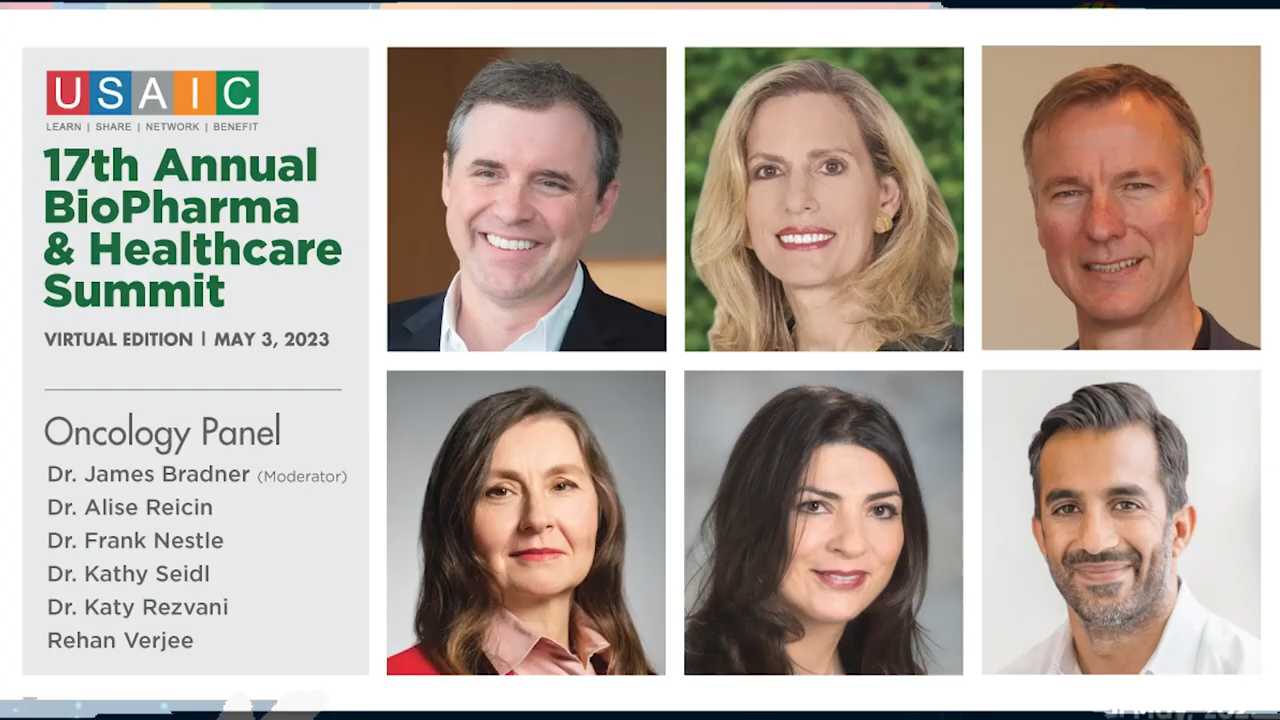 USAIC
LEARN | SHARE | NETWORK | BENEFIT
17th Annual
BioPharma
& Healthcare
Summit
VIRTUAL EDITION | MAY 3, 2023
Oncology Panel
Dr. James Bradner (Moderator)
Dr. Alise Reicin
Dr. Frank Nestle
Dr. Kathy Seidl
Dr. Katy Rezvani
Rehan Verjee